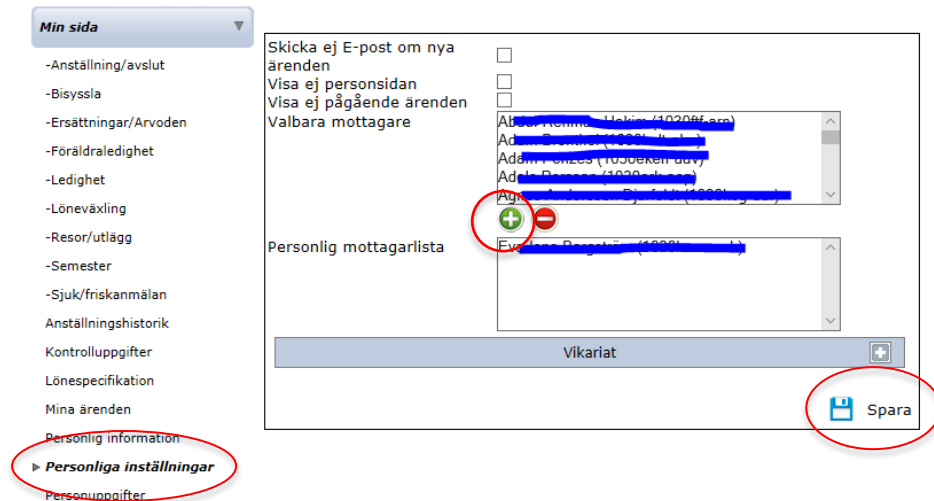 Min sida
-Anställning/avslut
-Bisyssla
-Ersättningar/Arvoden
-Föräldraledighet
-Ledighet
-Löneväxling
-Resor/utlägg
-Semester
-Sjuk/friskanmälan
Anställningshistorik
Kontrolluppgifter
Lönespecifikation
Mina ärenden
Personlig information
Personliga inställningar
Personuppgifter
Skicka ej E-post om nya
ärenden
Visa ej personsidan
Visa ej pågående ärenden
Valbara mottagare
Personlig mottagarlista
Vikariat
Spara